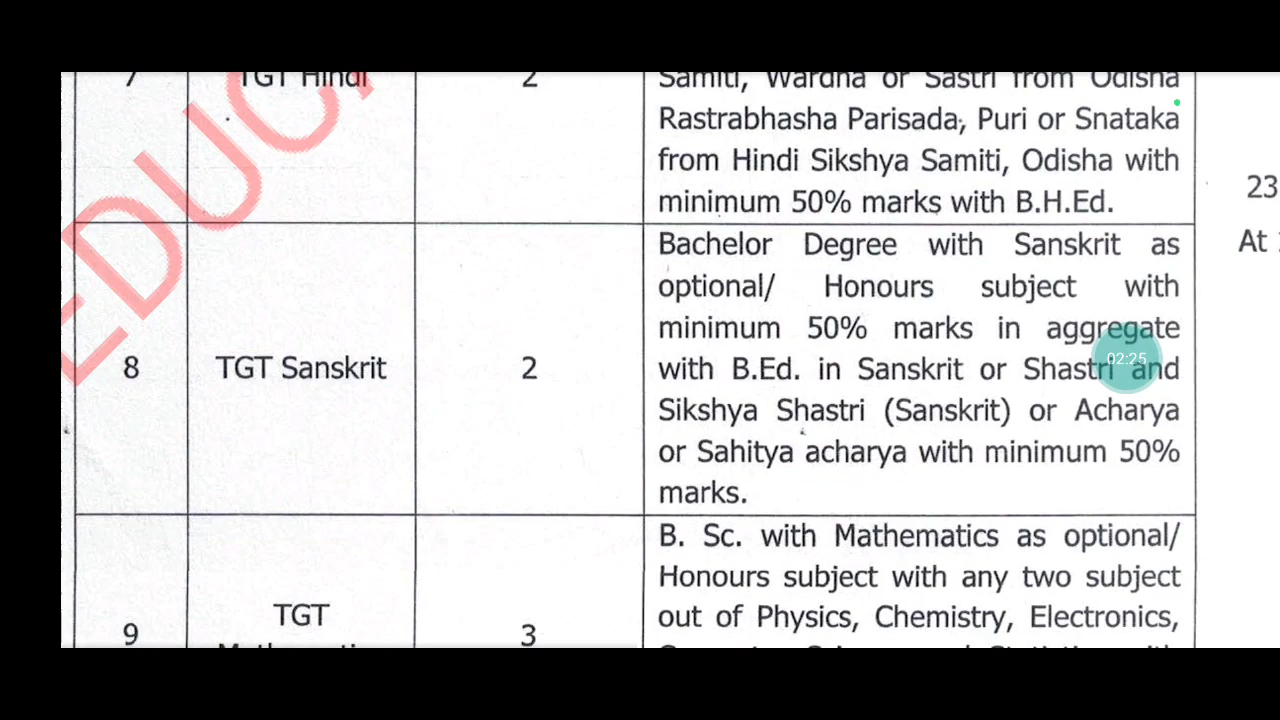 7
TGT Hindi
2
Samiti, Wardha or Sastri from Odisha
Rastrabhasha Parisada, Puri or Snataka
from Hindi Sikshya Samiti, Odisha with
minimum 50% marks with B.H.Ed.
8
TGT Sanskrit
2
Bachelor Degree with Sanskrit as
optional/ Honours subject with
minimum 50% marks in aggregate
with B.Ed. in Sanskrit or Shastri and
Sikshya Shastri (Sanskrit) or Acharya
or Sahitya acharya with minimum 50%
marks.
9
TGT
3
B. Sc. with Mathematics as optional/
Honours subject with any two subject
out of Physics, Chemistry, Electronics,
23
At
02:25
EDUC